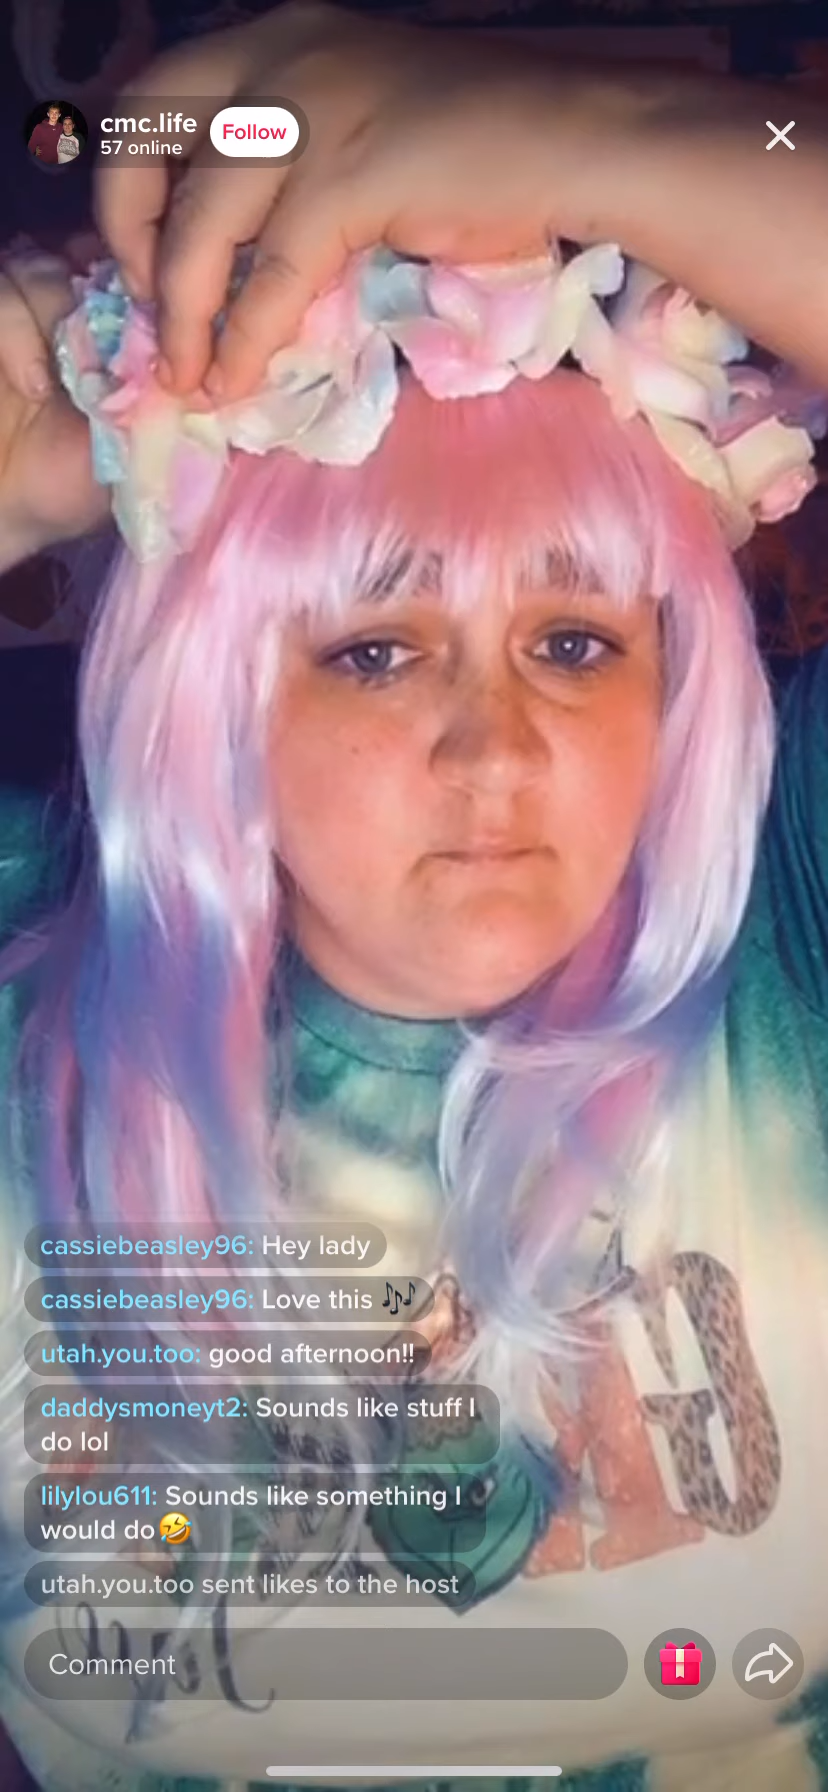 cmc.life
Follow
57 online
cassiebeasley96: Hey lady
cassiebeasley96: Love this 🎶
utah.you.too: good afternoon!!
daddysmoneyt2: Sounds like stuff I
do lol
lilylou611: Sounds like something I
would do🤣
utah.you.too sent likes to the host
Comment